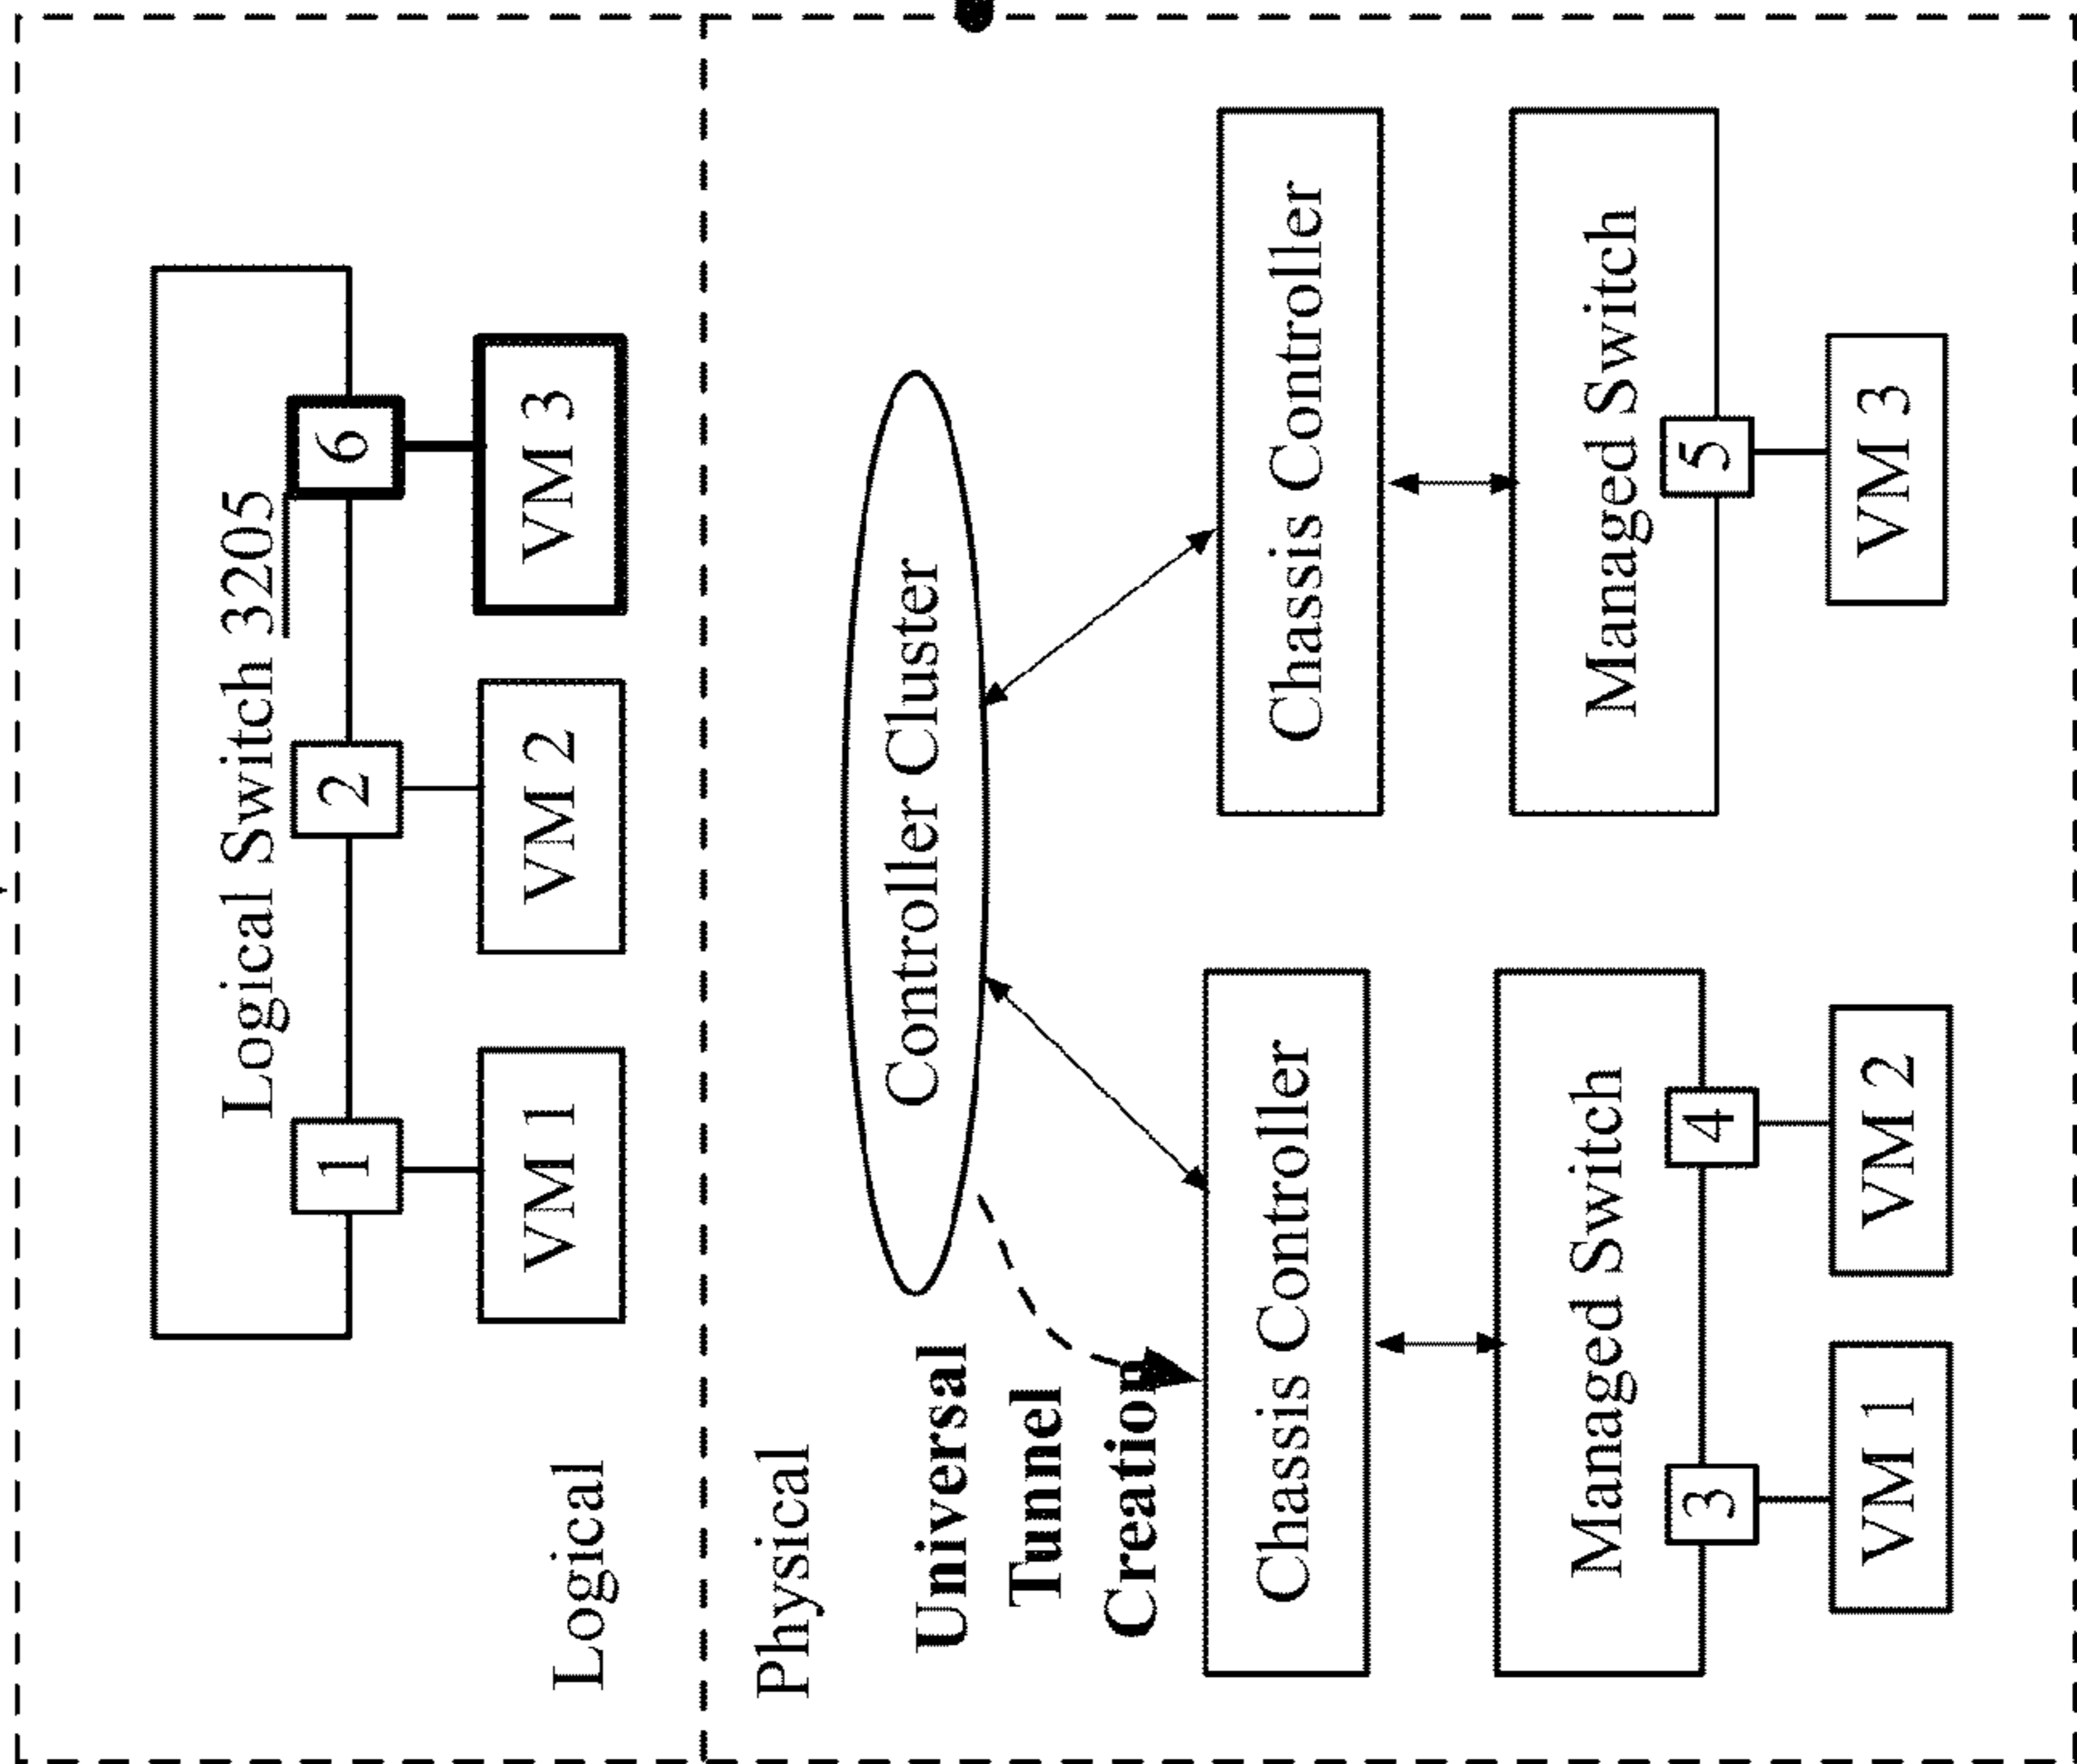 Logical Switch 3205
1
2
6
VM 1
VM 2
VM 3
Logical
Physical
Controller Cluster
Universal
Tunnel
Creation
Chassis Controller
Chassis Controller
Managed Switch
Managed Switch
3
4
5
VM 1
VM 2
VM 3